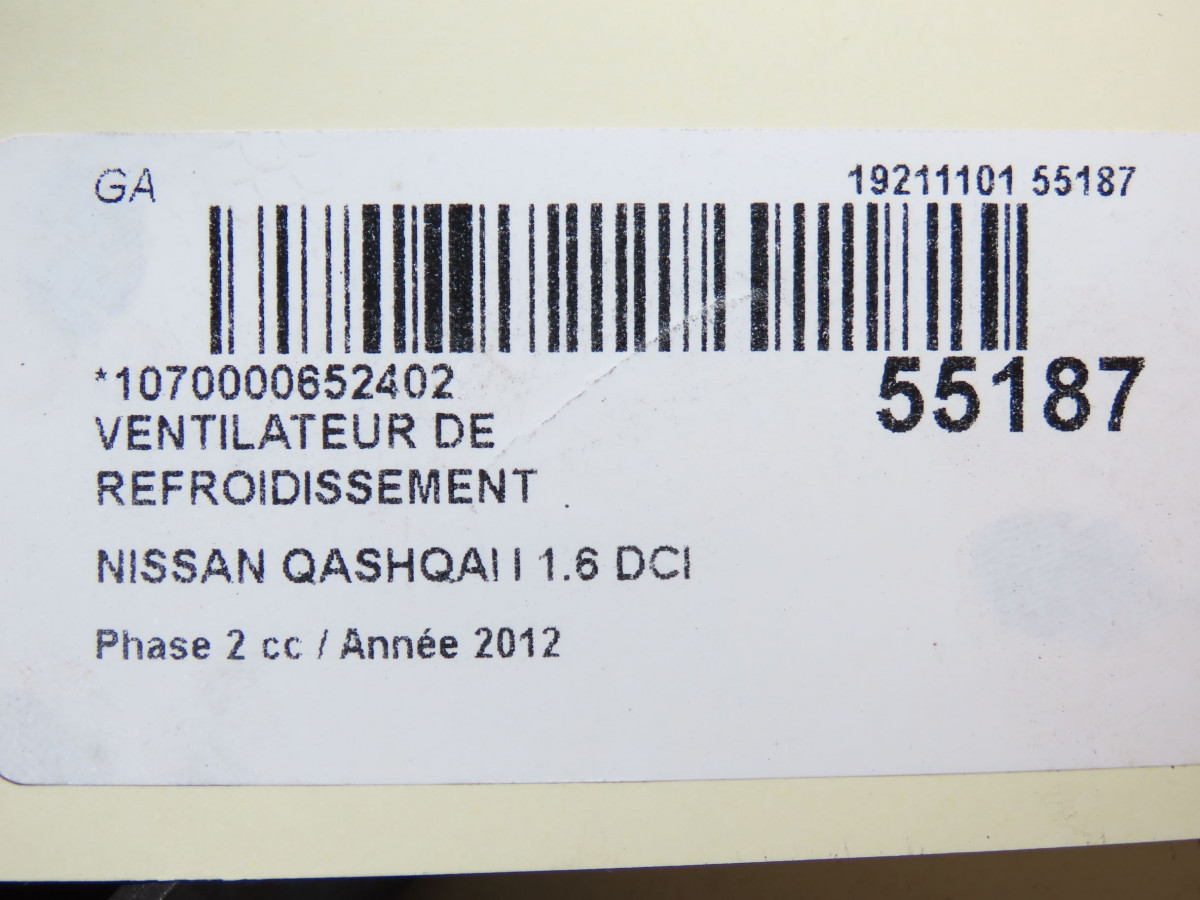 GA
19211101 55187
*1070000652402
55187
VENTILATEUR DE
REFROIDISSEMENT
NISSAN QASHQAI I 1.6 DCI
Phase 2 cc / Année 2012